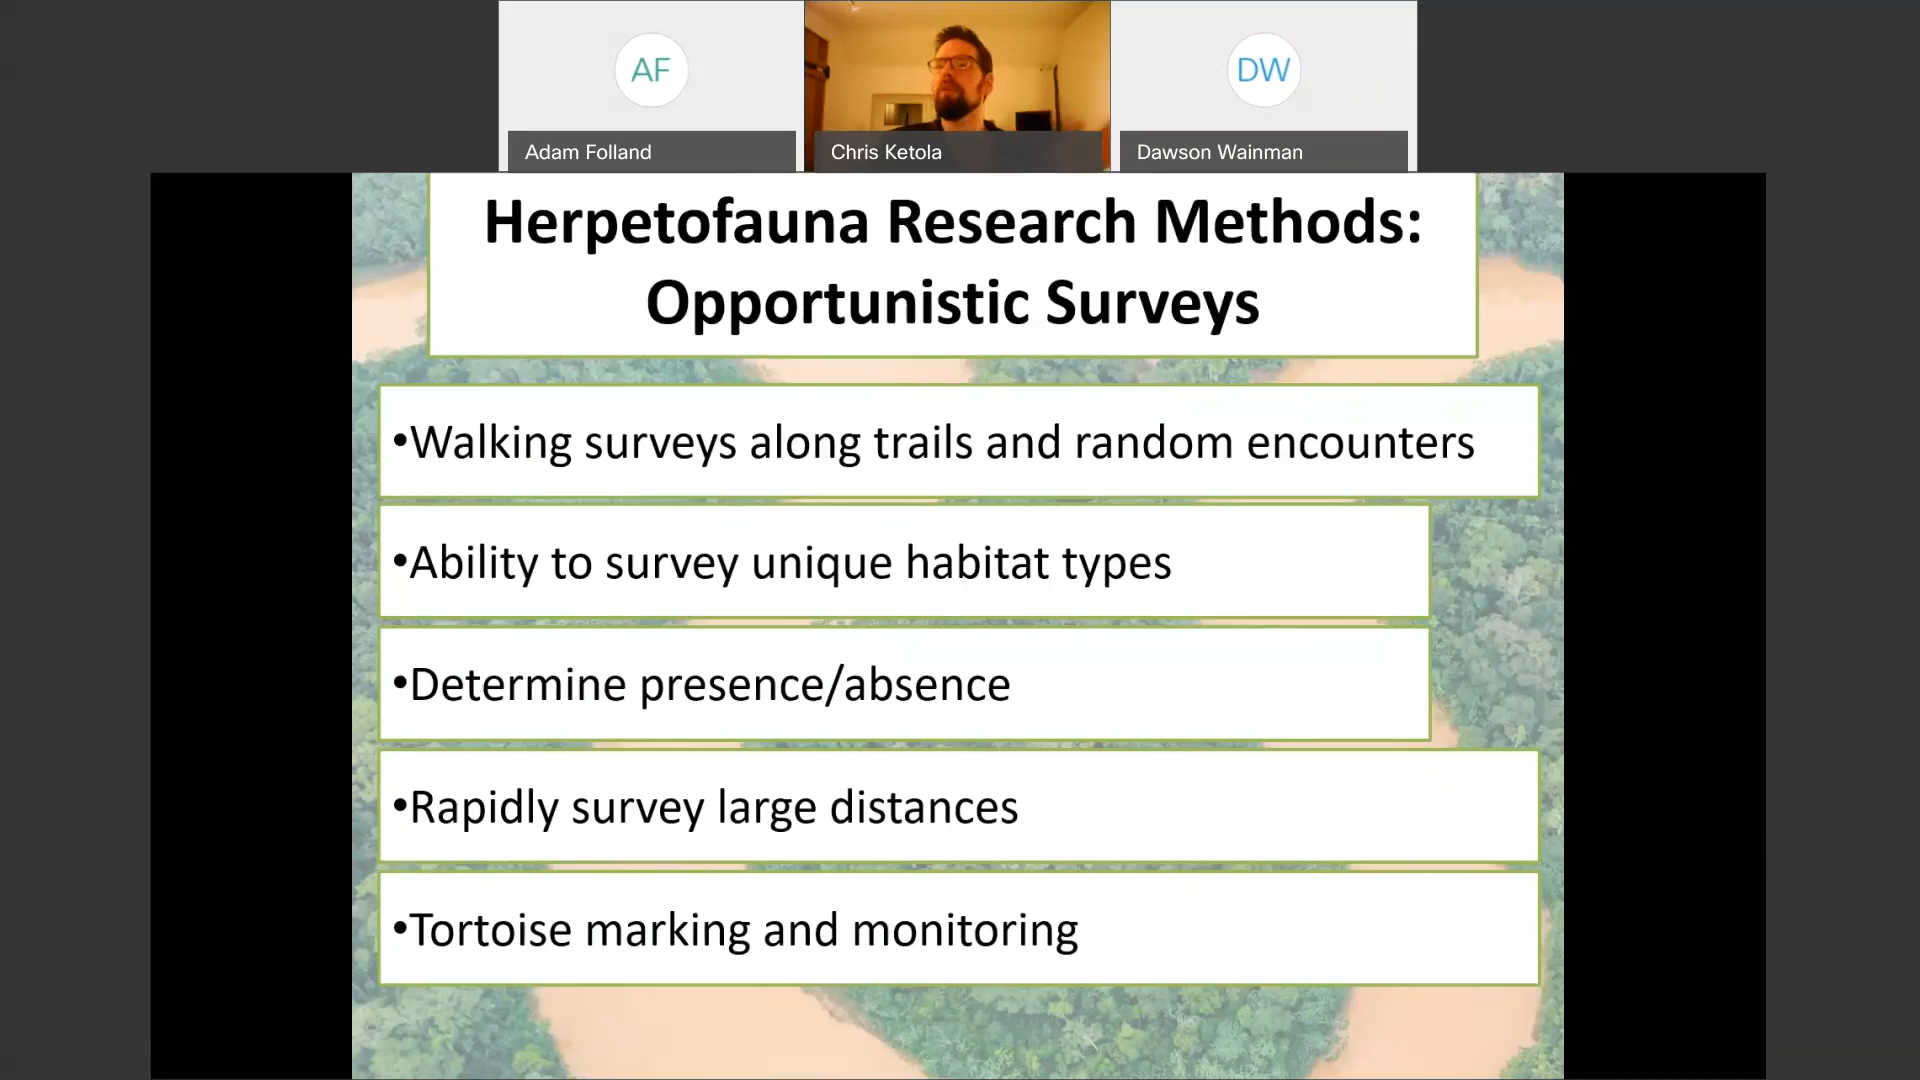 AF
DW
Adam Folland
Chris Ketola
Dawson Wainman
Herpetofauna Research Methods:
Opportunistic Surveys
•Walking surveys along trails and random encounters
•Ability to survey unique habitat types
•Determine presence/absence
•Rapidly survey large distances
•Tortoise marking and monitoring